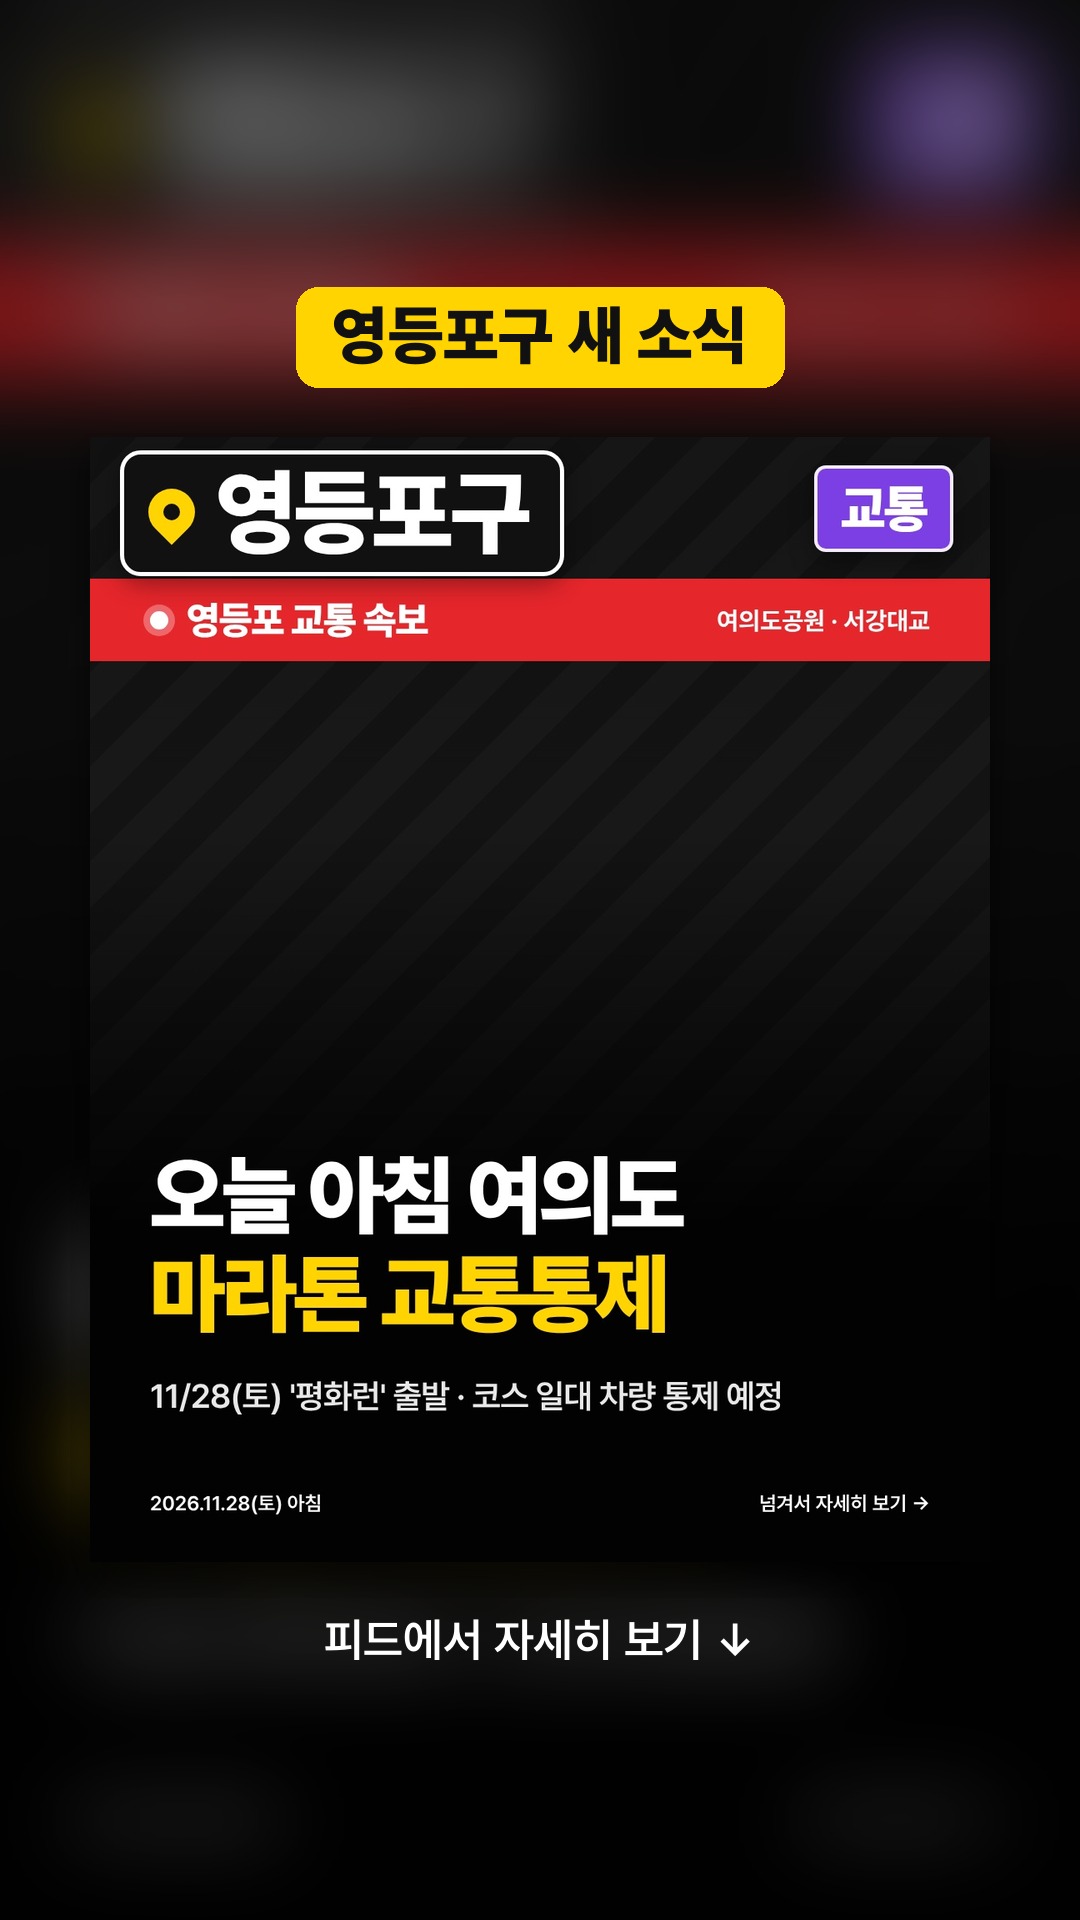 영등포구 새 소식
영등포구
교통
영등포 교통 속보
여의도공원 · 서강대교
오늘 아침 여의도
마라톤 교통통제
11/28(토) '평화런' 출발 · 코스 일대 차량 통제 예정
2026.11.28(토) 아침
넘겨서 자세히 보기 →
피드에서 자세히 보기 ↓